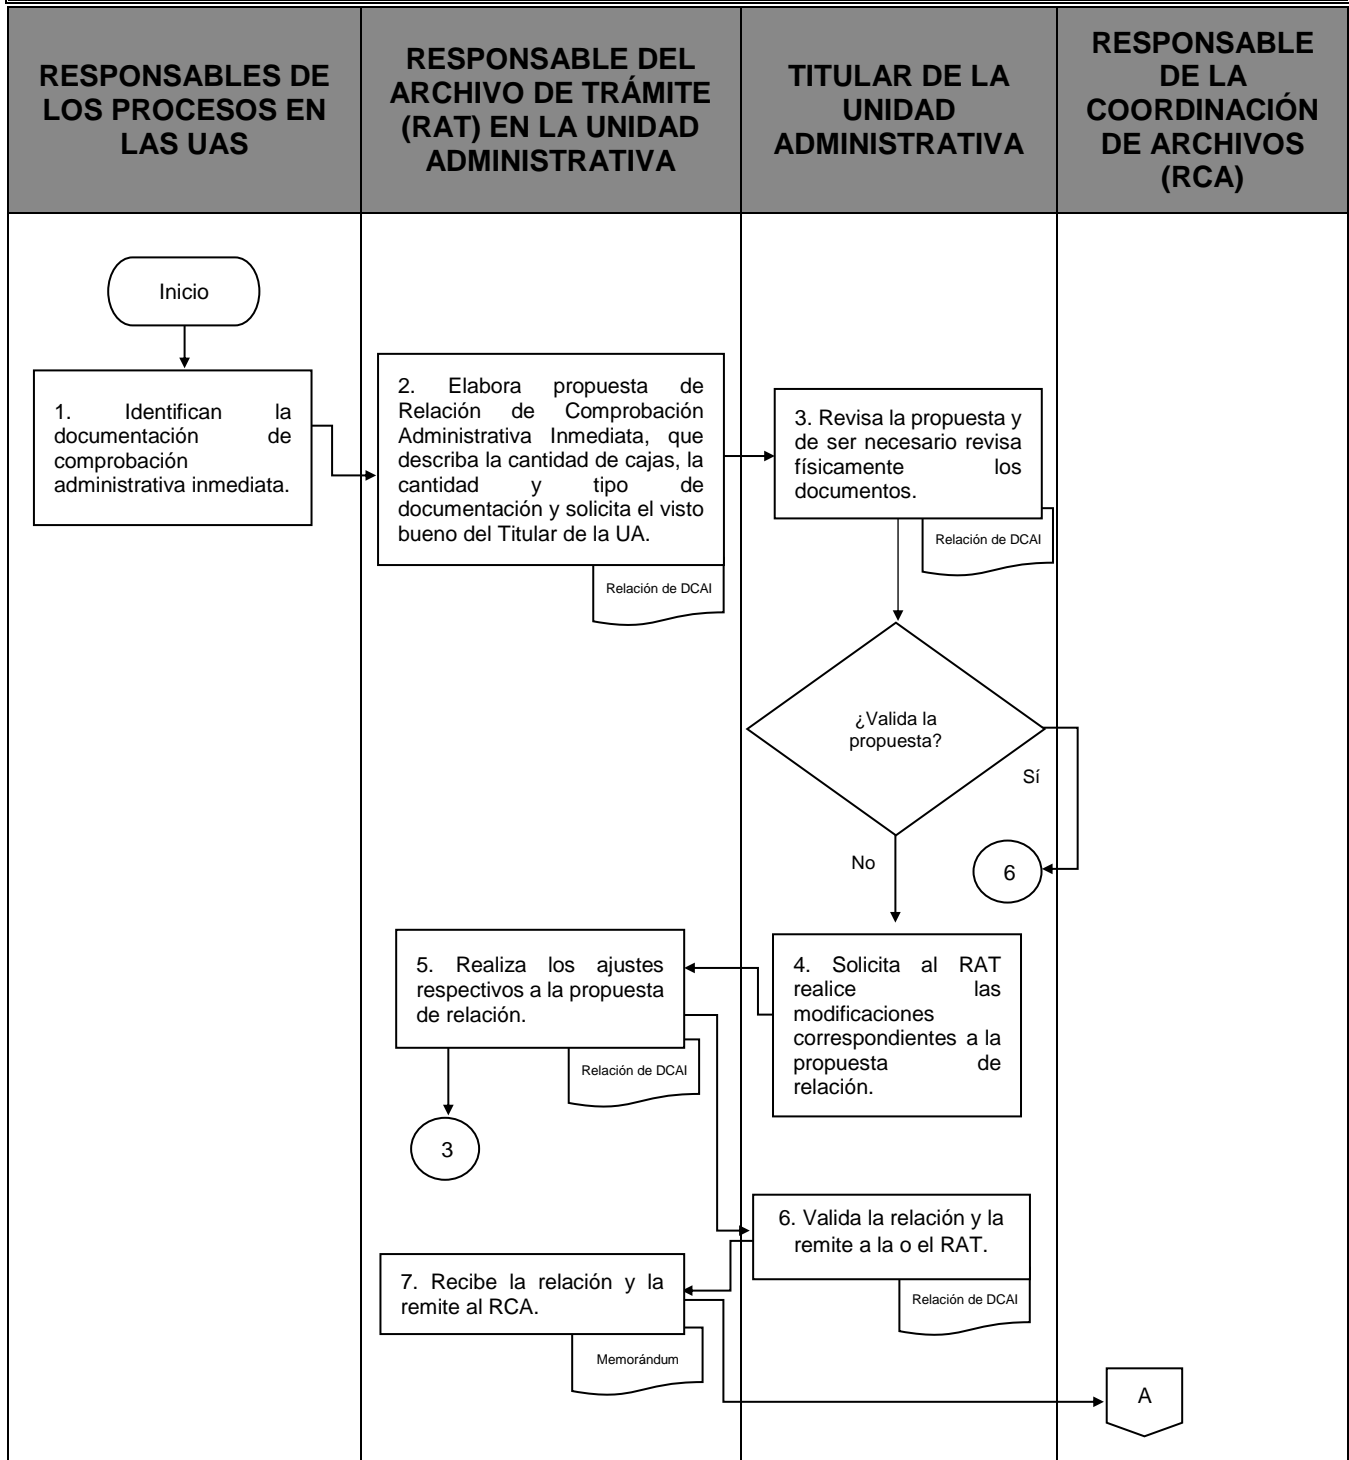 RESPONSABLES DE
LOS PROCESOS EN
LAS UAS
RESPONSABLE DEL
ARCHIVO DE TRÁMITE
(RAT) EN LA UNIDAD
ADMINISTRATIVA
TITULAR DE LA
UNIDAD
ADMINISTRATIVA
RESPONSABLE
DE LA
COORDINACIÓN
DE ARCHIVOS
(RCA)
Inicio
1. Identifican la
documentación de
comprobación
administrativa inmediata.
2. Elabora propuesta de
Relación de Comprobación
Administrativa Inmediata, que
describa la cantidad de cajas, la
cantidad y tipo de
documentación y solicita el visto
bueno del Titular de la UA.
Relación de DCAI
3. Revisa la propuesta y
de ser necesario revisa
físicamente los
documentos.
Relación de DCAI
¿Valida la
propuesta?
Sí
No
6
4. Solicita al RAT
realice las
modificaciones
correspondientes a la
propuesta de
relación.
5. Realiza los ajustes
respectivos a la propuesta
de relación.
Relación de DCAI
3
6. Valida la relación y la
remite a la o el RAT.
Relación de DCAI
7. Recibe la relación y la
remite al RCA.
Memorándum
A